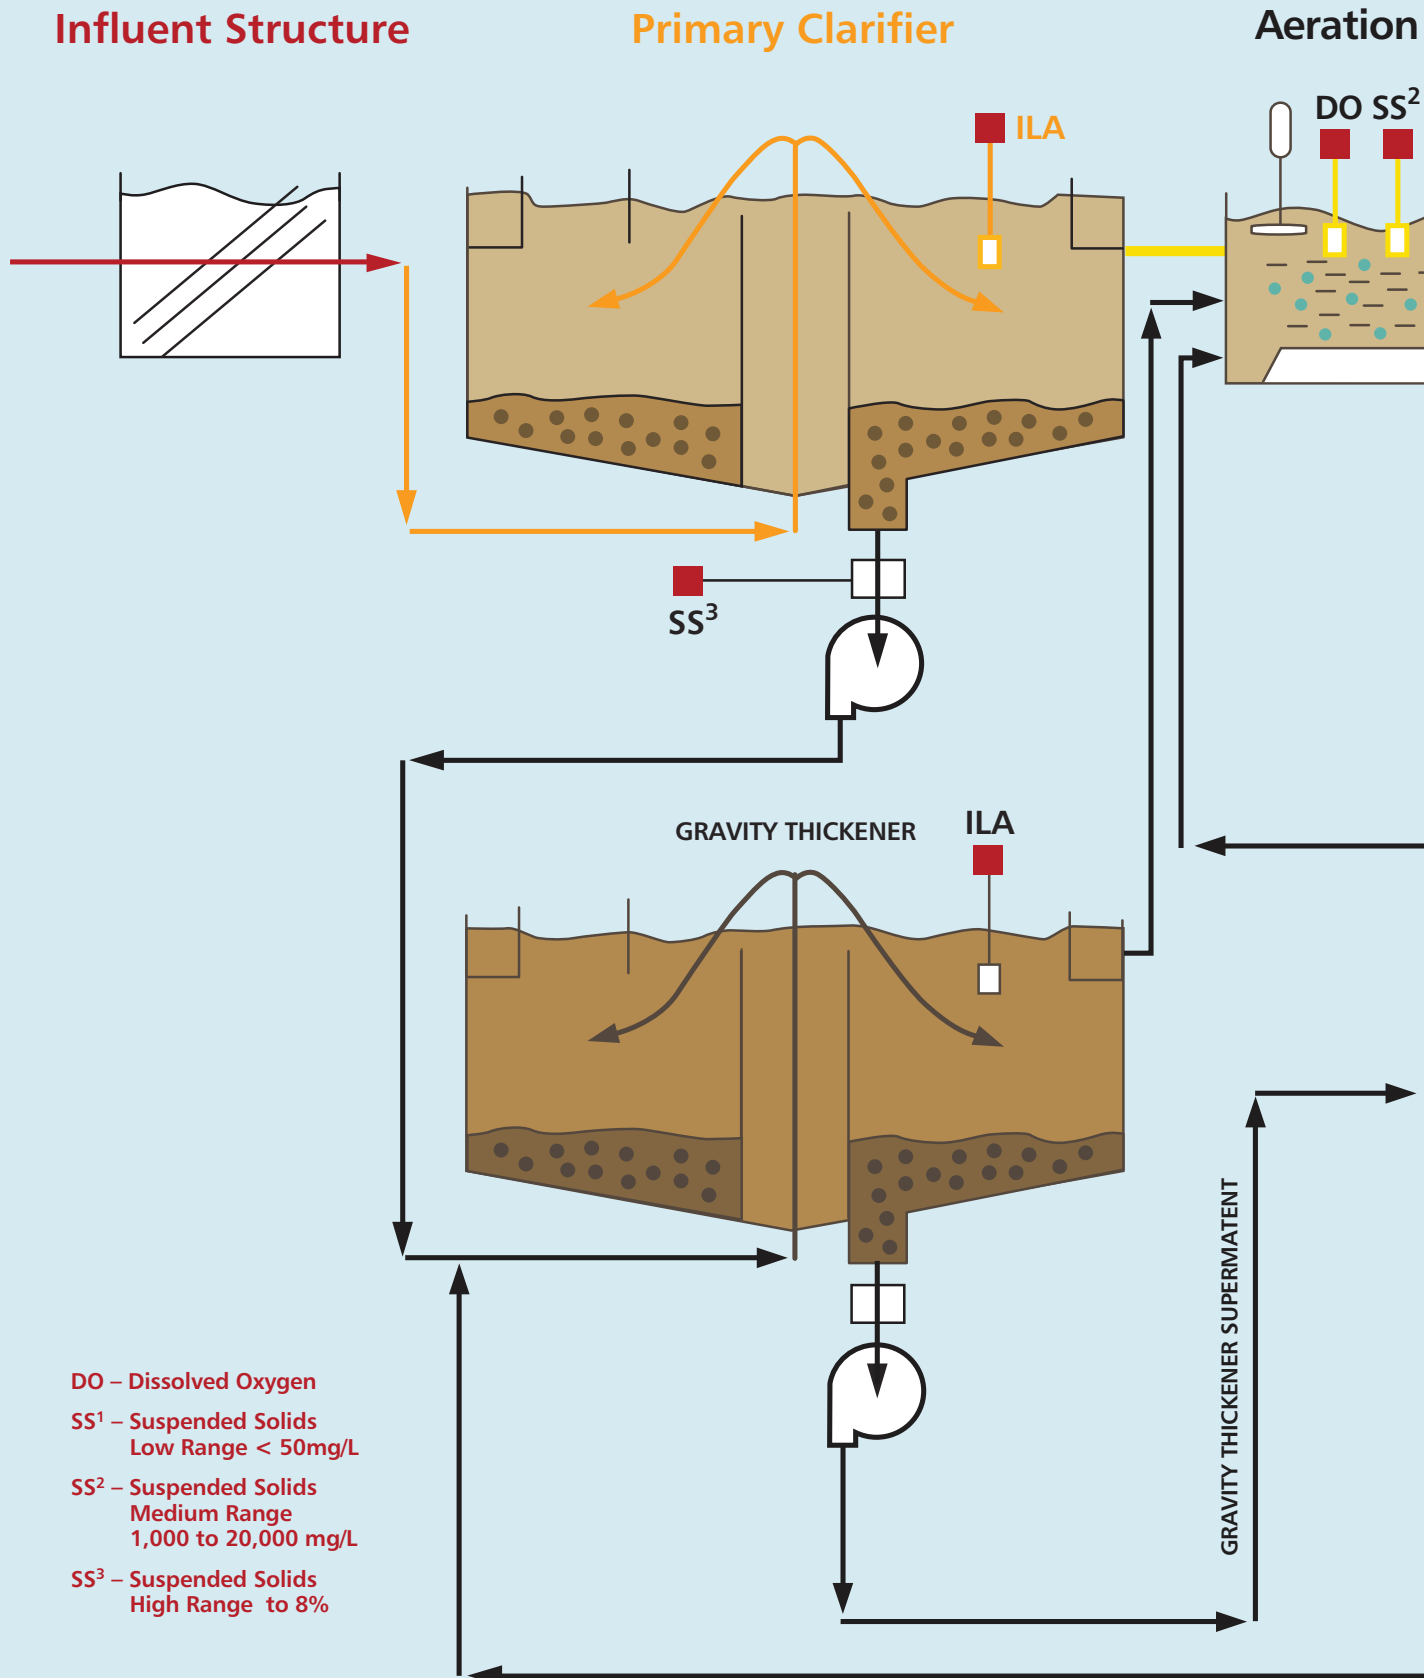 Influent Structure
Primary Clarifier
Aeration
ILA
DO SS²
SS³
GRAVITY THICKENER
ILA
GRAVITY THICKENER SUPERMATENT
DO – Dissolved Oxygen
SS¹ – Suspended Solids
Low Range < 50mg/L
SS² – Suspended Solids
Medium Range
1,000 to 20,000 mg/L
SS³ – Suspended Solids
High Range to 8%